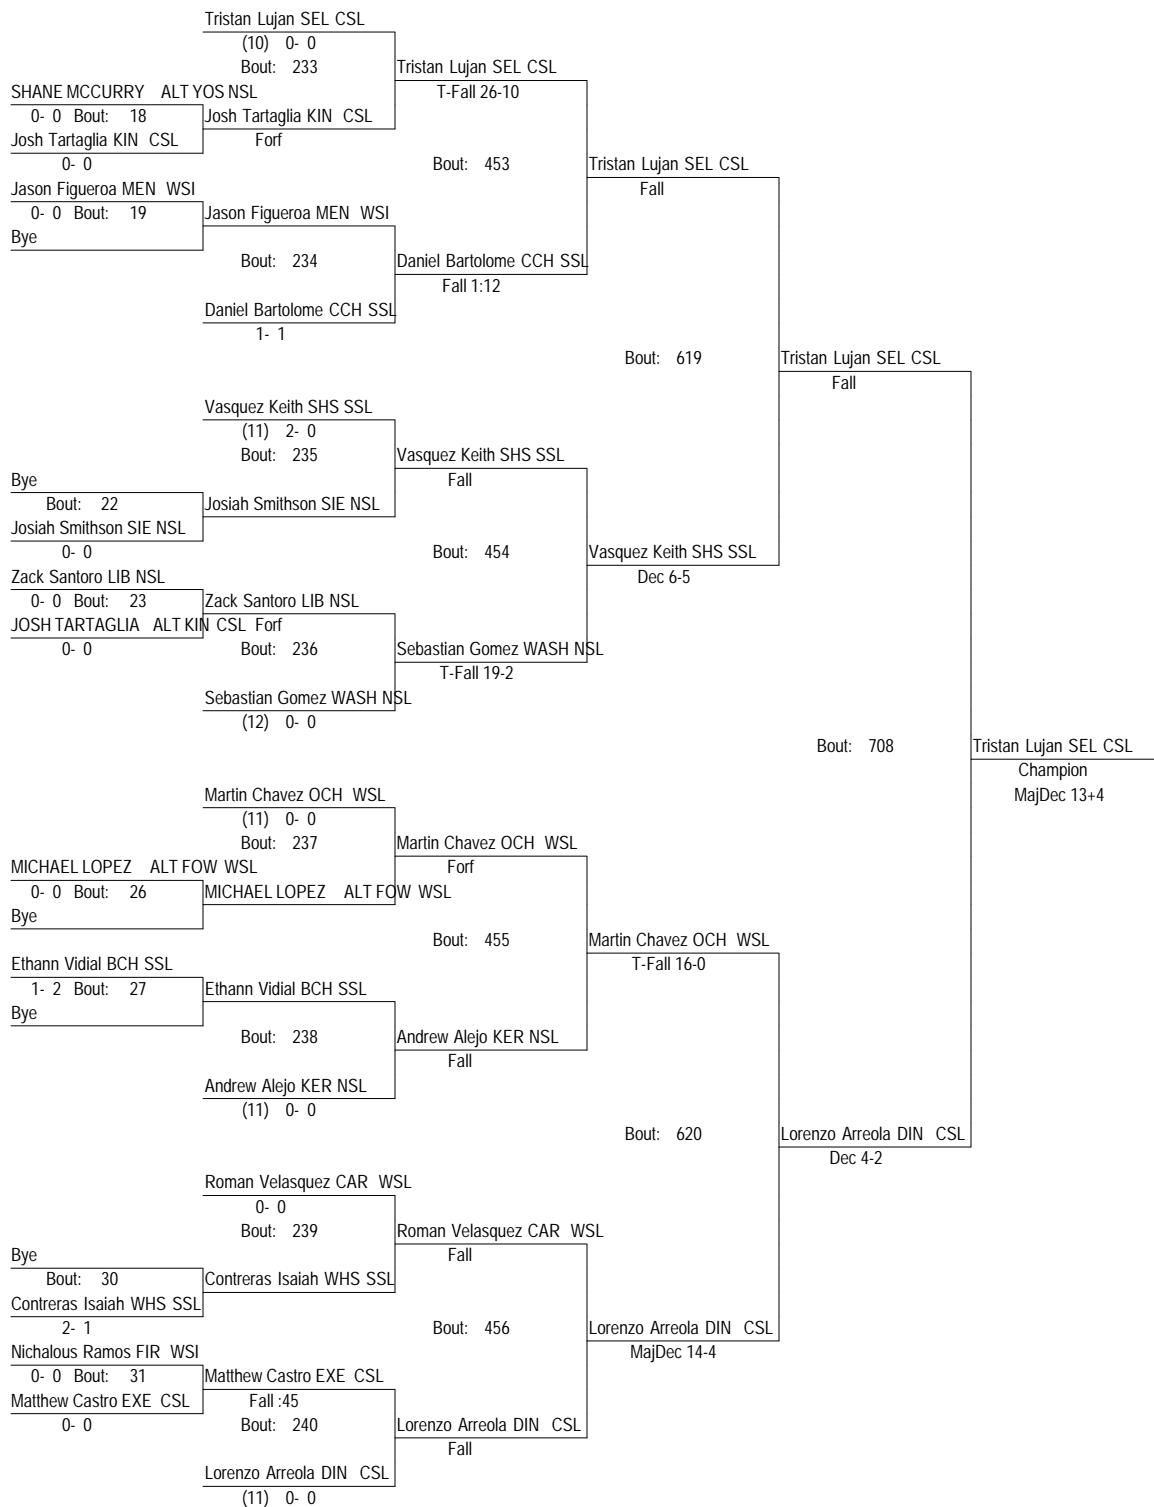 Tristan Lujan SEL CSL
(10) 0- 0
Bout: 233
Tristan Lujan SEL CSL
SHANE MCCURRY ALT YOS NSL
T-Fall 26-10
0- 0 Bout: 18
Josh Tartaglia KIN CSL
Josh Tartaglia KIN CSL
Forf
0- 0
Bout: 453
Tristan Lujan SEL CSL
Jason Figueroa MEN WSI
Fall
0- 0 Bout: 19
Jason Figueroa MEN WSI
Bye
Bout: 234
Daniel Bartolome CCH SSL
Fall 1:12
Daniel Bartolome CCH SSL
1- 1
Bout: 619
Tristan Lujan SEL CSL
Fall
Vasquez Keith SHS SSL
(11) 2- 0
Bout: 235
Vasquez Keith SHS SSL
Bye
Fall
Bout: 22
Josiah Smithson SIE NSL
Josiah Smithson SIE NSL
0- 0
Bout: 454
Vasquez Keith SHS SSL
Zack Santoro LIB NSL
Dec 6-5
0- 0 Bout: 23
Zack Santoro LIB NSL
JOSH TARTAGLIA ALT KIN CSL
Forf
0- 0
Bout: 236
Sebastian Gomez WASH NSL
T-Fall 19-2
Sebastian Gomez WASH NSL
(12) 0- 0
Bout: 708
Tristan Lujan SEL CSL
Champion
MajDec 13+4
Martin Chavez OCH WSL
(11) 0- 0
Bout: 237
Martin Chavez OCH WSL
MICHAEL LOPEZ ALT FOW WSL
Forf
0- 0 Bout: 26
MICHAEL LOPEZ ALT FOW WSL
Bye
Bout: 455
Martin Chavez OCH WSL
Ethann Vidial BCH SSL
T-Fall 16-0
1- 2 Bout: 27
Ethann Vidial BCH SSL
Bye
Bout: 238
Andrew Alejo KER NSL
Fall
Andrew Alejo KER NSL
(11) 0- 0
Bout: 620
Lorenzo Arreola DIN CSL
Dec 4-2
Roman Velasquez CAR WSL
0- 0
Bout: 239
Roman Velasquez CAR WSL
Bye
Fall
Bout: 30
Contreras Isaiah WHS SSL
Contreras Isaiah WHS SSL
2- 1
Bout: 456
Lorenzo Arreola DIN CSL
Nichalous Ramos FIR WSI
MajDec 14-4
0- 0 Bout: 31
Matthew Castro EXE CSL
Matthew Castro EXE CSL
Fall :45
0- 0
Bout: 240
Lorenzo Arreola DIN CSL
Fall
Lorenzo Arreola DIN CSL
(11) 0- 0